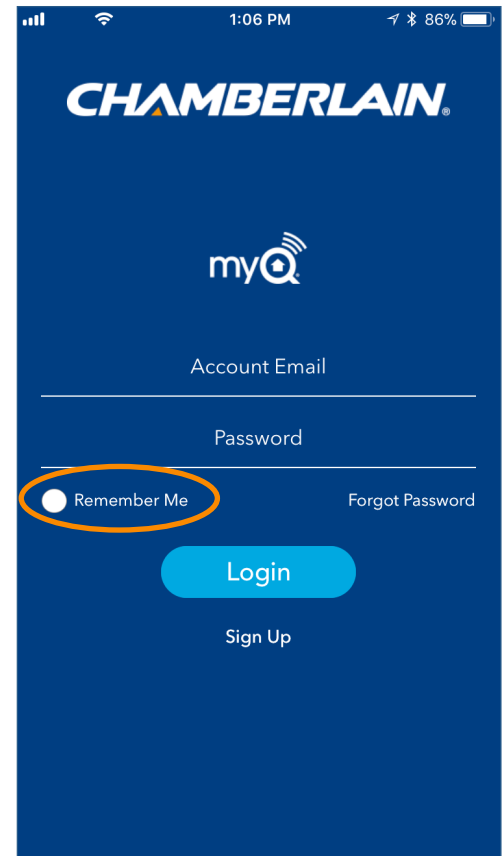 1:06 PM 86%
CHAMBERLAIN®
myQ
Account Email
Password
Remember Me Forgot Password
Login
Sign Up